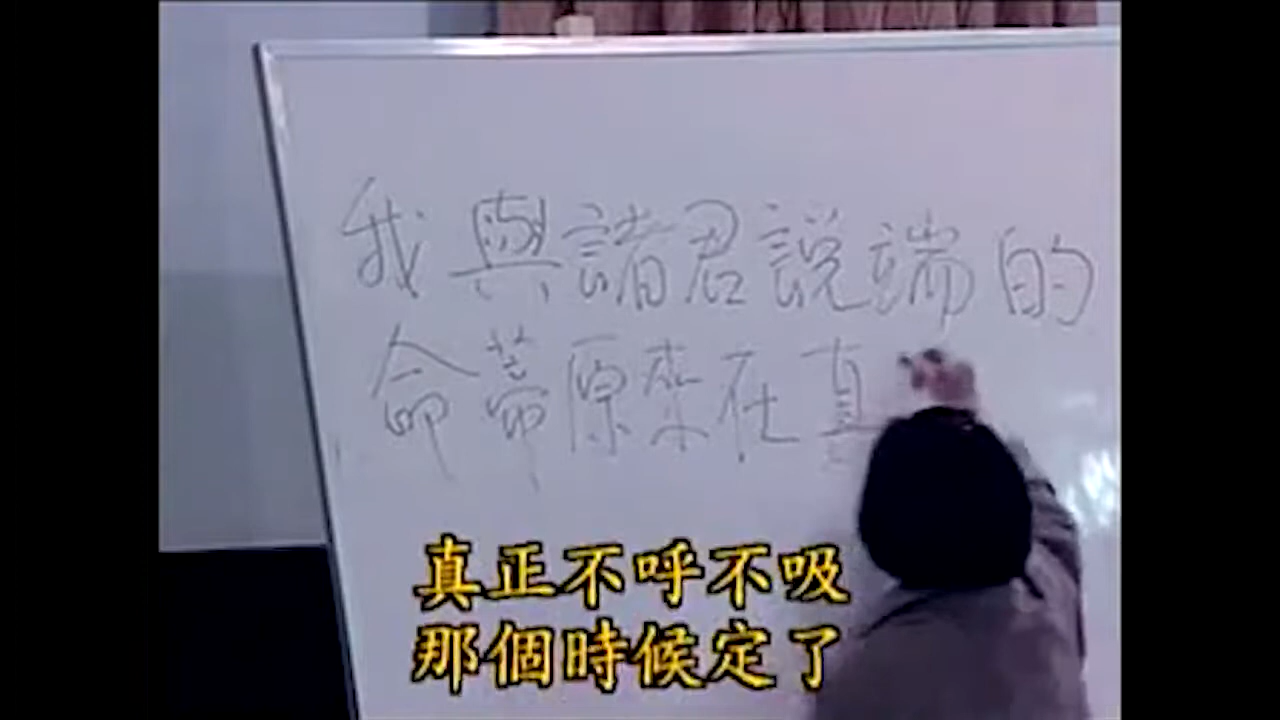 我與諸君說端的
命蒂原來在真
真正不呼不吸
那個時候定了